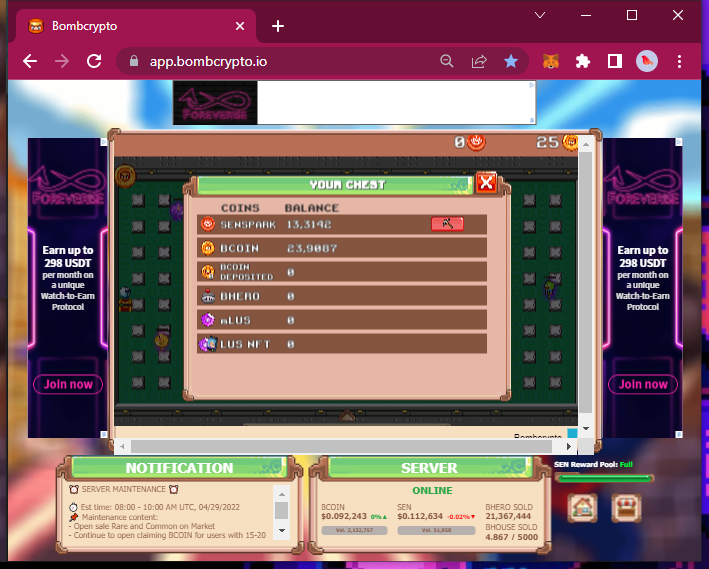 Bombcrypto
app.bombcrypto.io
FOREVERSE
0
25
FOREVERSE
Earn up to
298 USDT
per month on
a unique
Watch-to-Earn
Protocol
Join now
YOUR CHEST
COINS BALANCE
SENSPARK 13,3142
BCOIN 23,9087
BCOIN
DEPOSITED 0
BHERO 0
mLUS 0
LUS NFT 0
FOREVERSE
Earn up to
298 USDT
per month on
a unique
Watch-to-Earn
Protocol
Join now
Bombcrypto
NOTIFICATION
SERVER MAINTENANCE
Est time: 08:00 - 10:00 AM UTC, 04/29/2022
Maintenance content:
- Open sale Rare and Common on Market
- Continue to open claiming BCOIN for users with 15-20
SERVER
ONLINE
BCOIN SEN BHERO SOLD
$0.092,243 0%▲ $0.112,634 -0.02%▼ 21,367,444
BHOUSE SOLD
4.867 / 5000
SEN Reward Pool: Full